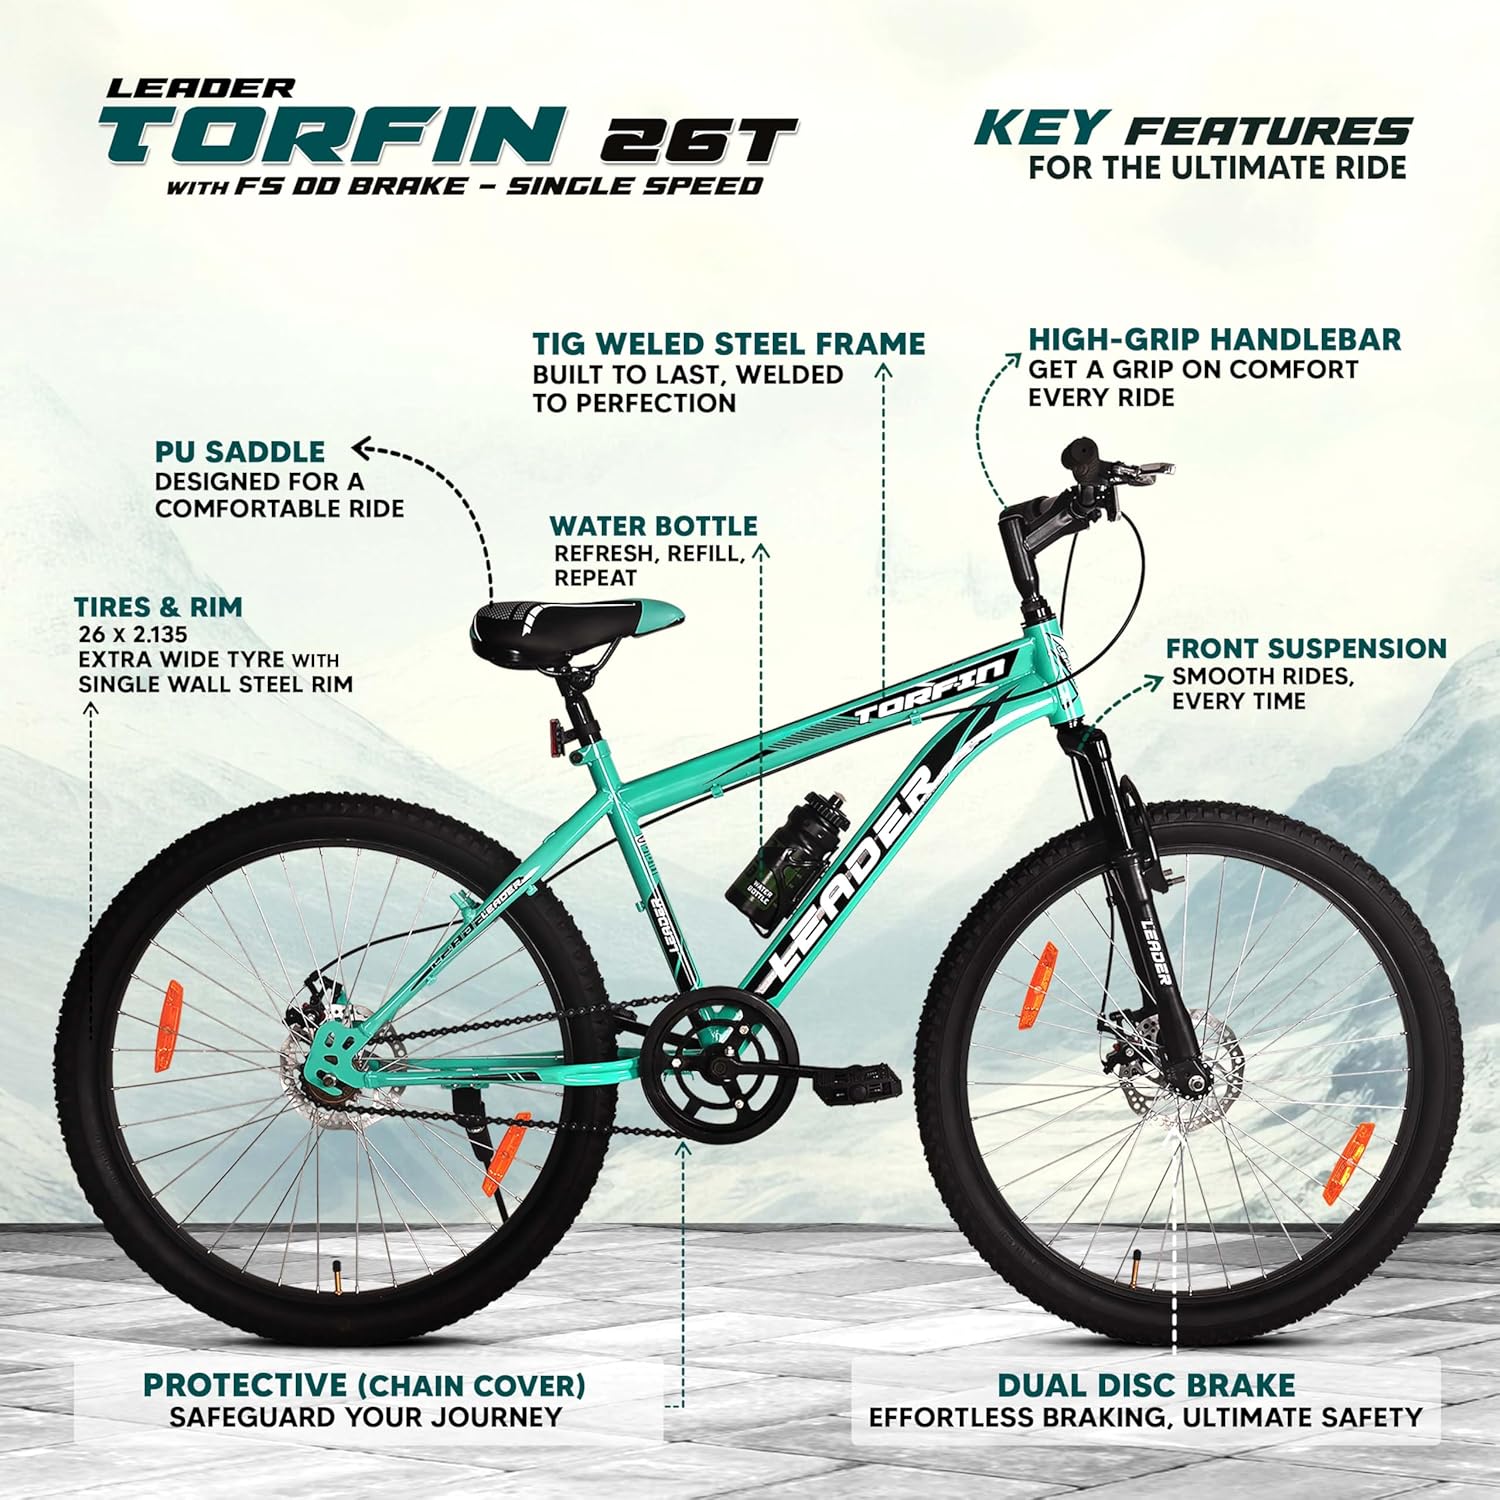 LEADER
TORFIN 26T
WITH FS DD BRAKE - SINGLE SPEED
KEY FEATURES
FOR THE ULTIMATE RIDE
TIG WELED STEEL FRAME
BUILT TO LAST, WELDED
TO PERFECTION
HIGH-GRIP HANDLEBAR
GET A GRIP ON COMFORT
EVERY RIDE
PU SADDLE
DESIGNED FOR A
COMFORTABLE RIDE
WATER BOTTLE
REFRESH, REFILL,
REPEAT
TIRES & RIM
26 x 2.135
EXTRA WIDE TYRE WITH
SINGLE WALL STEEL RIM
FRONT SUSPENSION
SMOOTH RIDES,
EVERY TIME
TORFIN
LEADER
WATER
BOTTLE
LEADER
LEADER
LEADER
LEADER
PROTECTIVE (CHAIN COVER)
SAFEGUARD YOUR JOURNEY
DUAL DISC BRAKE
EFFORTLESS BRAKING, ULTIMATE SAFETY